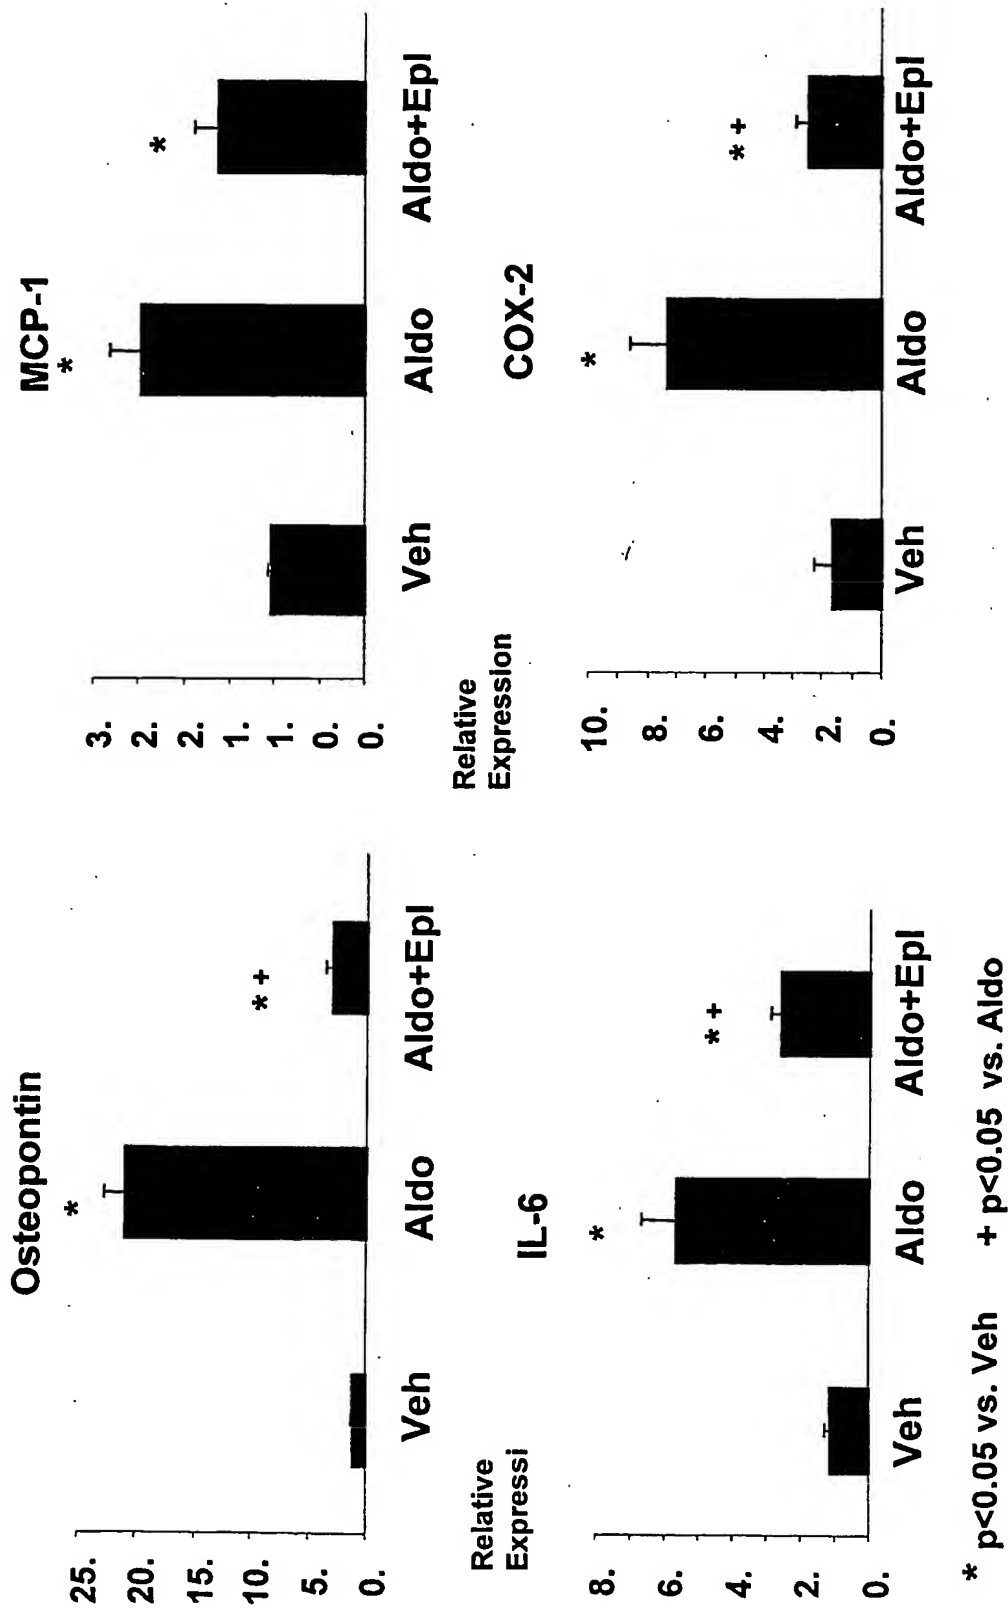 Osteopontin
25.
20.
15.
10.
5.
0.
*
* +
Veh
Aldo
Aldo+Epl
MCP-1
3.
2.
2.
1.
1.
0.
0.
*
*
Veh
Aldo
Aldo+Epl
Relative
Expressi
IL-6
8.
6.
4.
2.
0.
*
* +
Veh
Aldo
Aldo+Epl
Relative
Expression
COX-2
10.
8.
6.
4.
2.
0.
*
* +
Veh
Aldo
Aldo+Epl
* p<0.05 vs. Veh + p<0.05 vs. Aldo